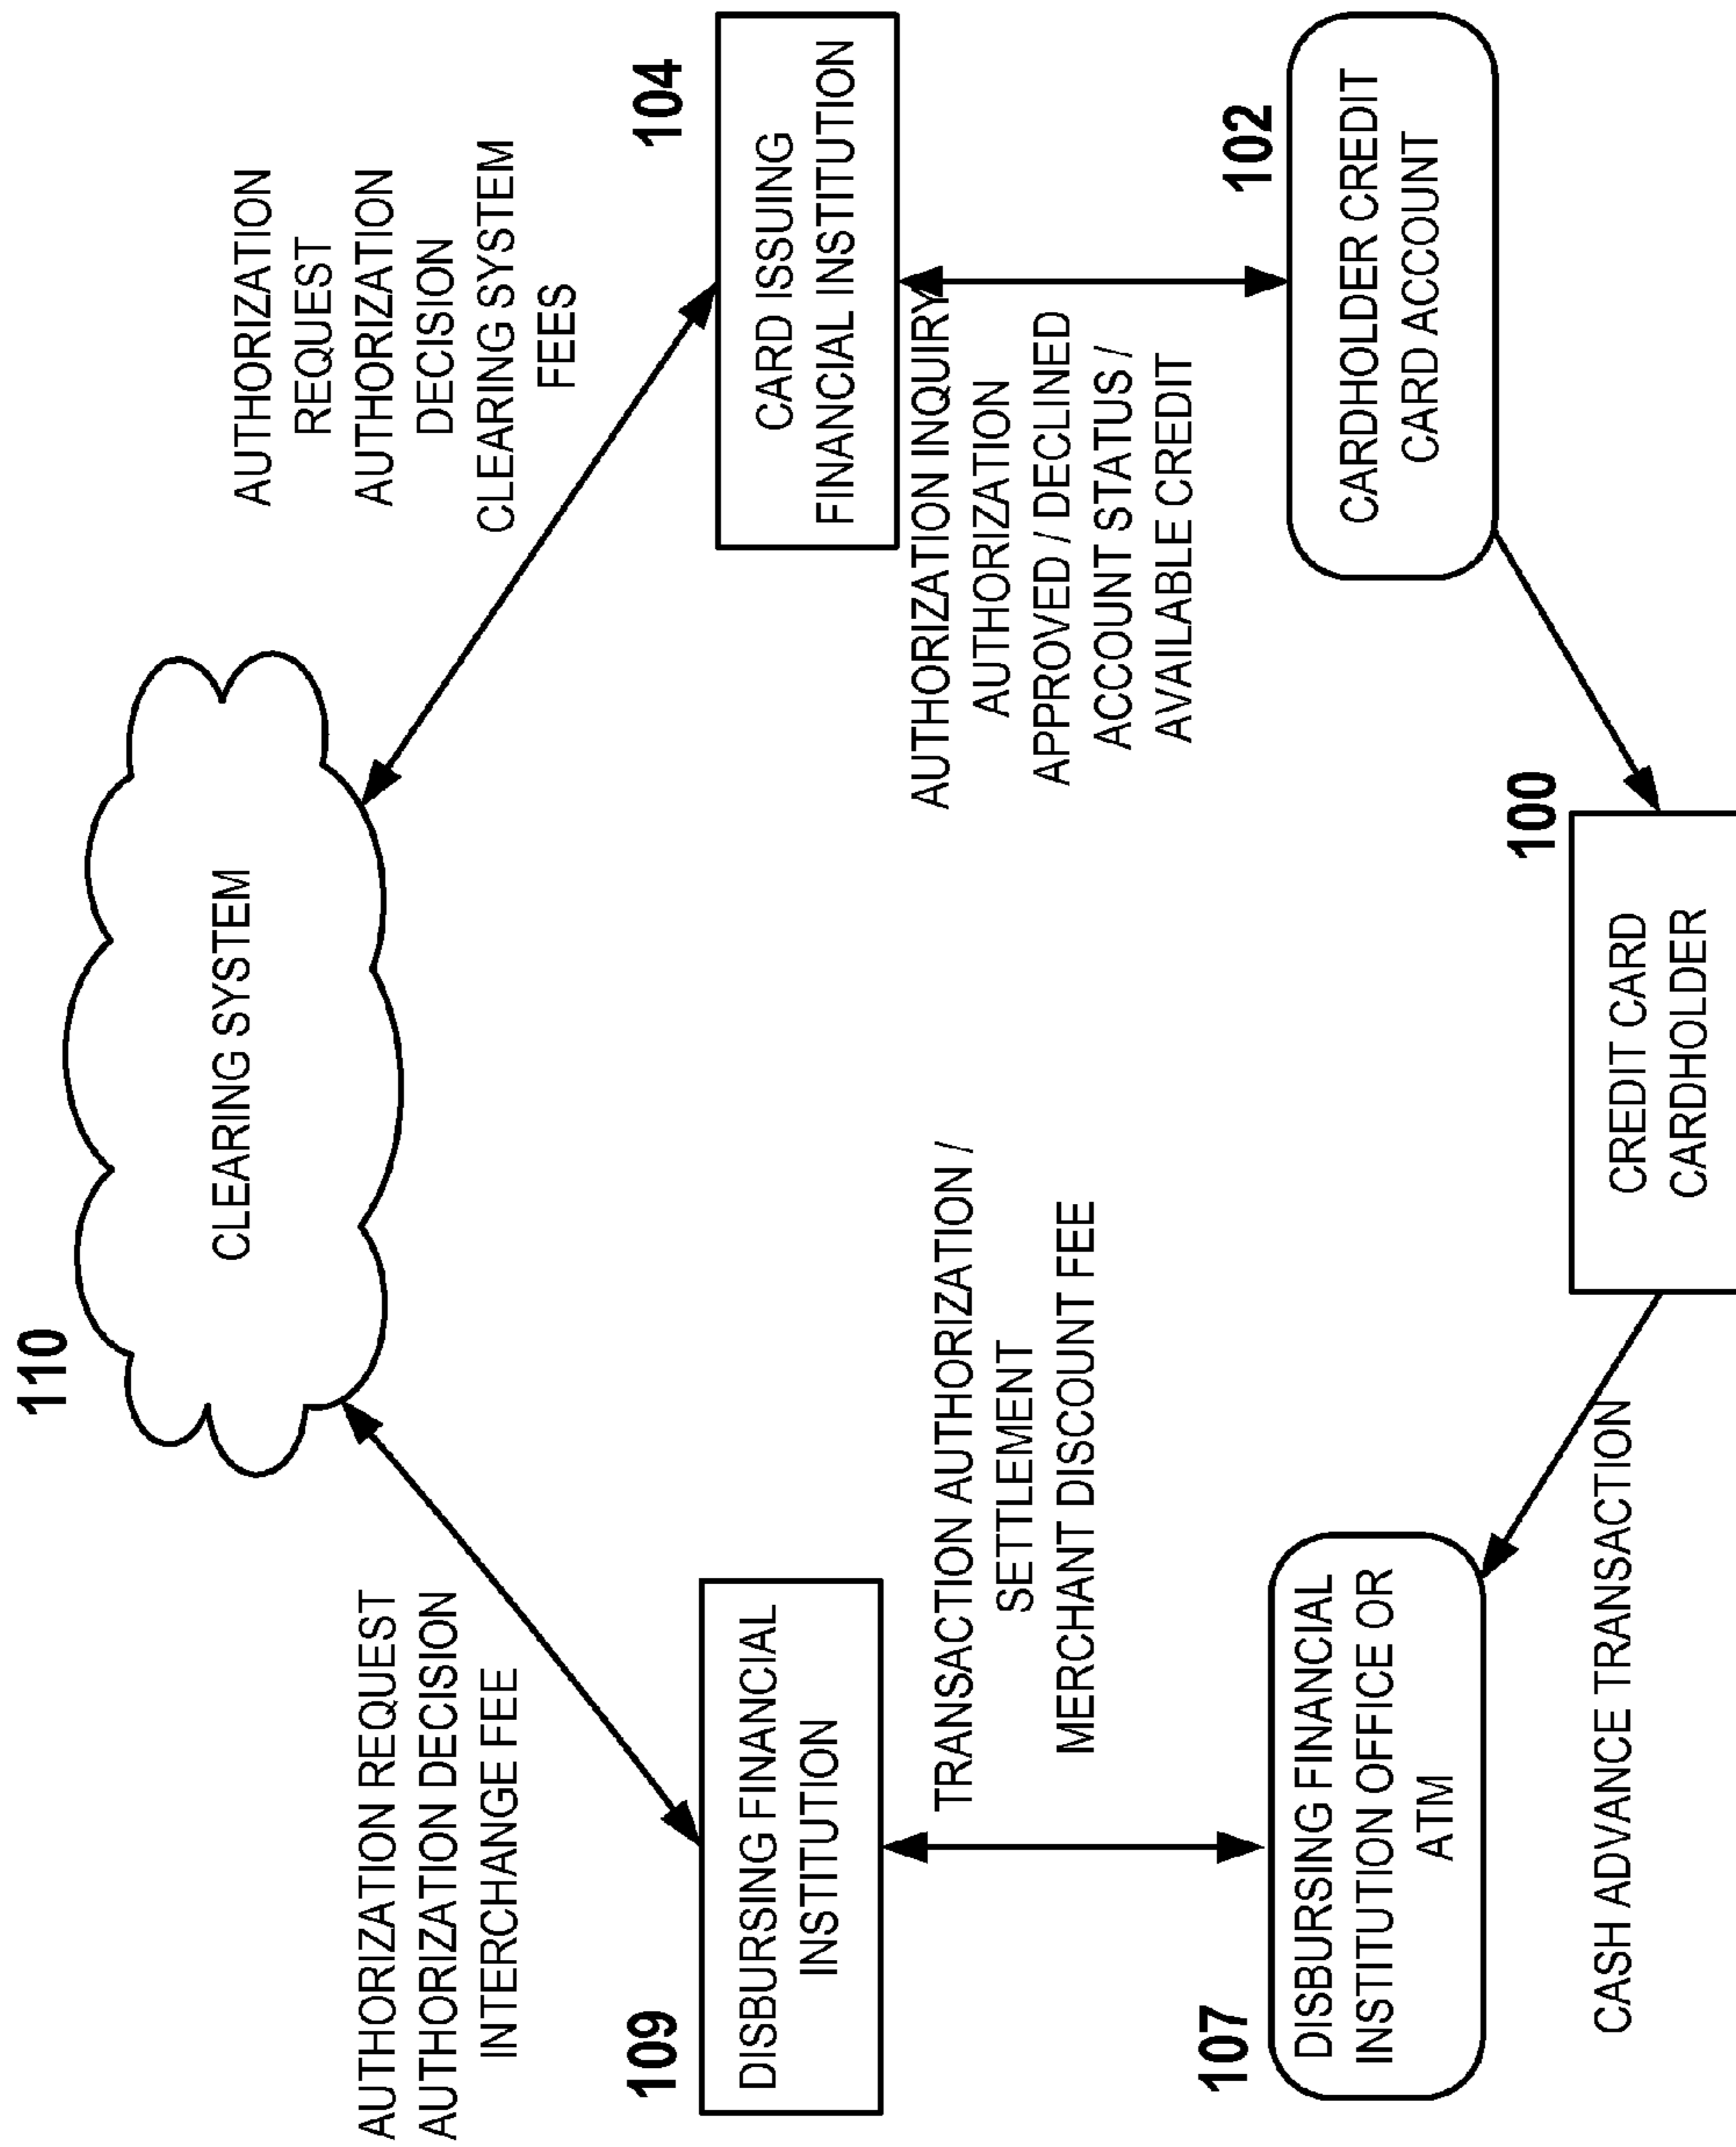 110
CLEARING SYSTEM
AUTHORIZATION REQUEST
AUTHORIZATION DECISION
INTERCHANGE FEE
AUTHORIZATION
REQUEST
AUTHORIZATION
DECISION
CLEARING SYSTEM
FEES
109
DISBURSING FINANCIAL
INSTITUTION
104
CARD ISSUING
FINANCIAL INSTITUTION
TRANSACTION AUTHORIZATION /
SETTLEMENT
MERCHANT DISCOUNT FEE
AUTHORIZATION INQUIRY
AUTHORIZATION
APPROVED / DECLINED
ACCOUNT STATUS /
AVAILABLE CREDIT
107
DISBURSING FINANCIAL
INSTITUTION OFFICE OR
ATM
102
CARDHOLDER CREDIT
CARD ACCOUNT
CASH ADVANCE TRANSACTION
100
CREDIT CARD
CARDHOLDER